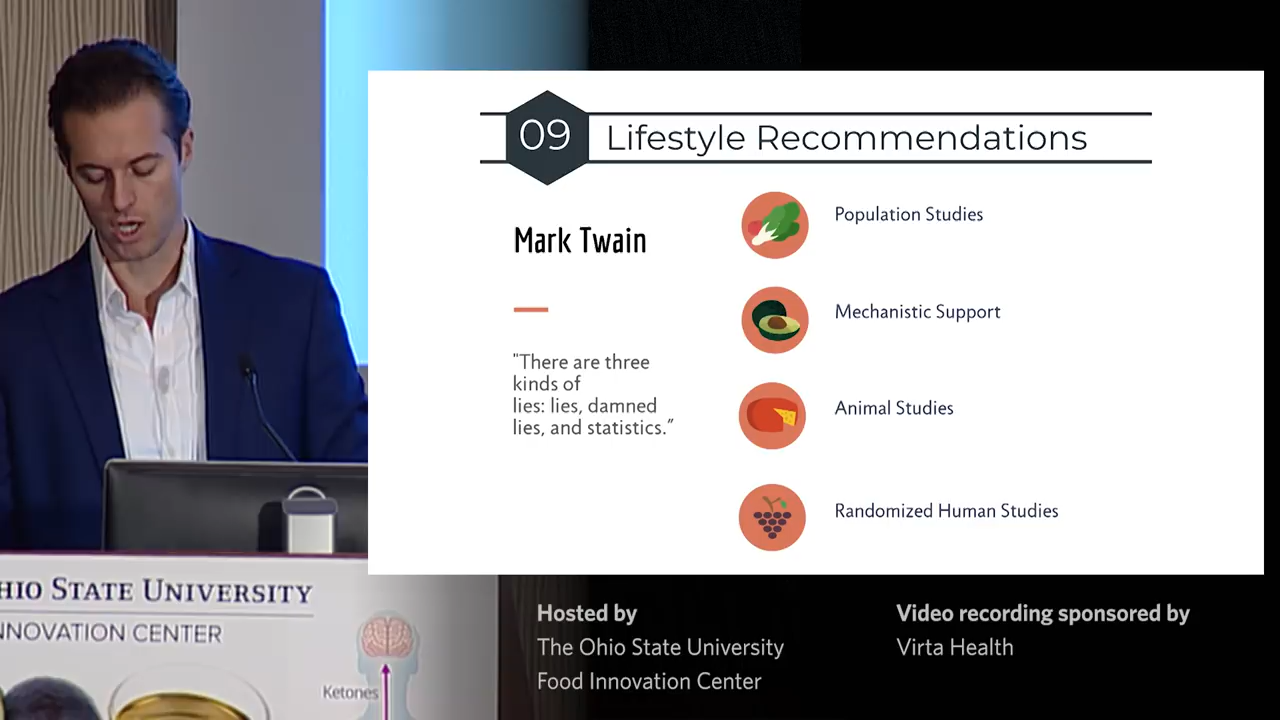 09
Lifestyle Recommendations
Mark Twain
"There are three
kinds of
lies: lies, damned
lies, and statistics.”
Population Studies
Mechanistic Support
Animal Studies
Randomized Human Studies
HIO STATE UNIVERSITY
NNOVATION CENTER
Ketones
Hosted by
The Ohio State University
Food Innovation Center
Video recording sponsored by
Virta Health